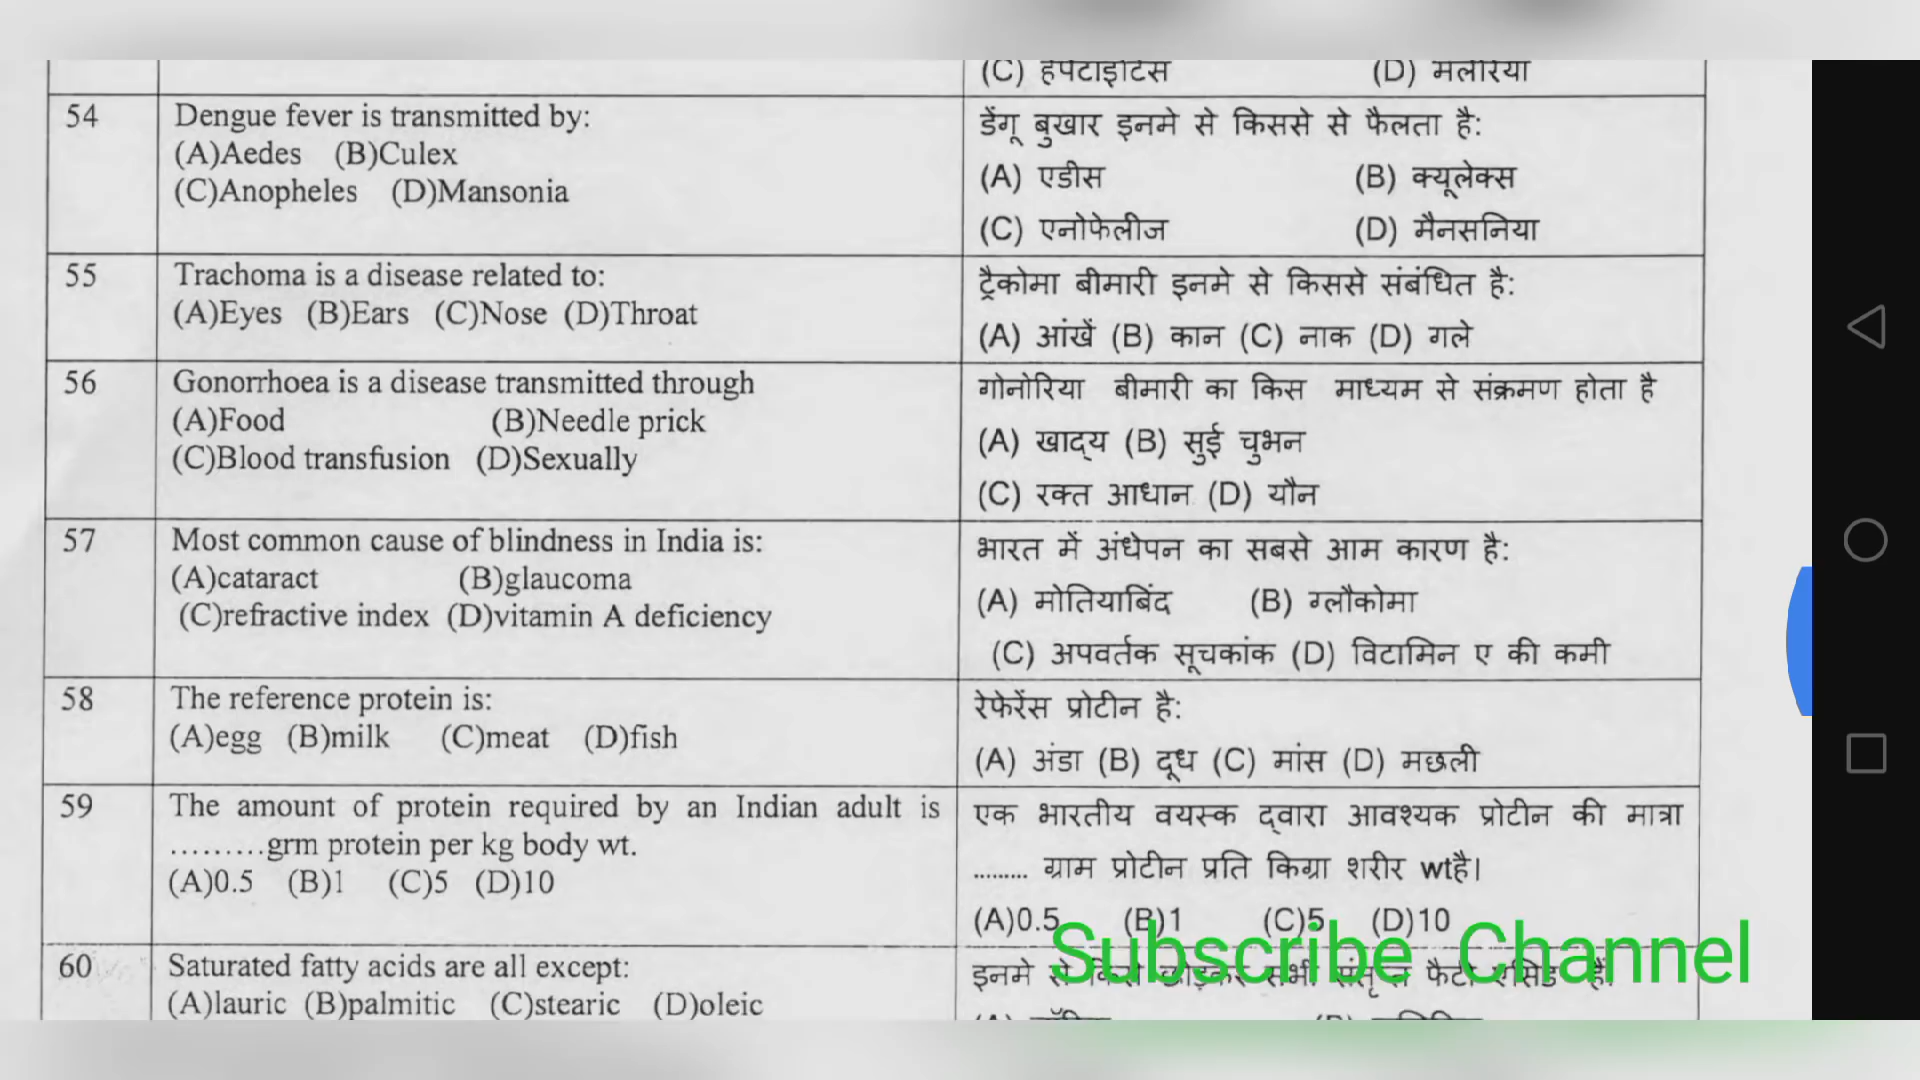 (C) हेपेटाइटिस (D) मलेरिया
54 Dengue fever is transmitted by:
(A)Aedes (B)Culex
(C)Anopheles (D)Mansonia
डेंगू बुखार इनमे से किससे से फैलता है:
(A) एडीस (B) क्यूलेक्स
(C) एनोफेलीज (D) मैनसनिया
55 Trachoma is a disease related to:
(A)Eyes (B)Ears (C)Nose (D)Throat
ट्रैकोमा बीमारी इनमे से किससे संबंधित है:
(A) आंखें (B) कान (C) नाक (D) गले
56 Gonorrhoea is a disease transmitted through
(A)Food (B)Needle prick
(C)Blood transfusion (D)Sexually
गोनोरिया बीमारी का किस माध्यम से संक्रमण होता है
(A) खाद्य (B) सुई चुभन
(C) रक्त आधान (D) यौन
57 Most common cause of blindness in India is:
(A)cataract (B)glaucoma
(C)refractive index (D)vitamin A deficiency
भारत में अंधेपन का सबसे आम कारण है:
(A) मोतियाबिंद (B) ग्लौकोमा
(C) अपवर्तक सूचकांक (D) विटामिन ए की कमी
58 The reference protein is:
(A)egg (B)milk (C)meat (D)fish
रेफेरेंस प्रोटीन है:
(A) अंडा (B) दूध (C) मांस (D) मछली
59 The amount of protein required by an Indian adult is
.........grm protein per kg body wt.
(A)0.5 (B)1 (C)5 (D)10
एक भारतीय वयस्क द्वारा आवश्यक प्रोटीन की मात्रा
......... ग्राम प्रोटीन प्रति किग्रा शरीर wtहै।
(A)0.5 (B)1 (C)5 (D)10
60 Saturated fatty acids are all except:
(A)lauric (B)palmitic (C)stearic (D)oleic
इनमे से सभी फैटी एसिड हैं:
Subscribe Channel